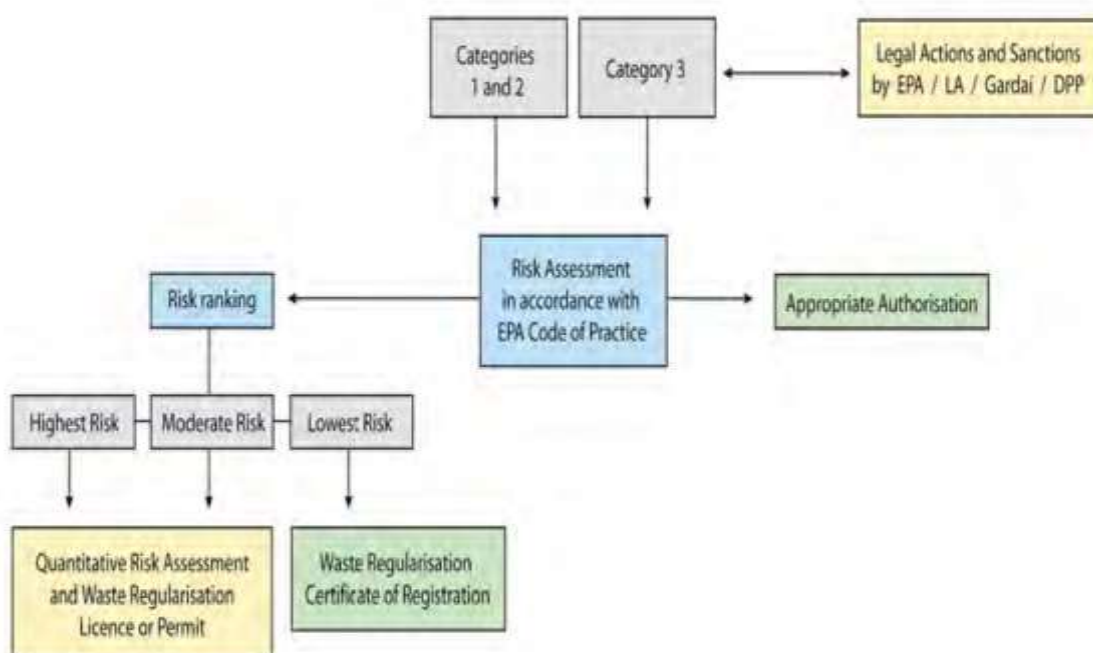 Categories
1 and 2
Category 3
Legal Actions and Sanctions
by EPA / LA / Gardaí / DPP
Risk Assessment
in accordance with
EPA Code of Practice
Risk ranking
Appropriate Authorisation
Highest Risk
Moderate Risk
Lowest Risk
Quantitative Risk Assessment
and Waste Regularisation
Licence or Permit
Waste Regularisation
Certificate of Registration